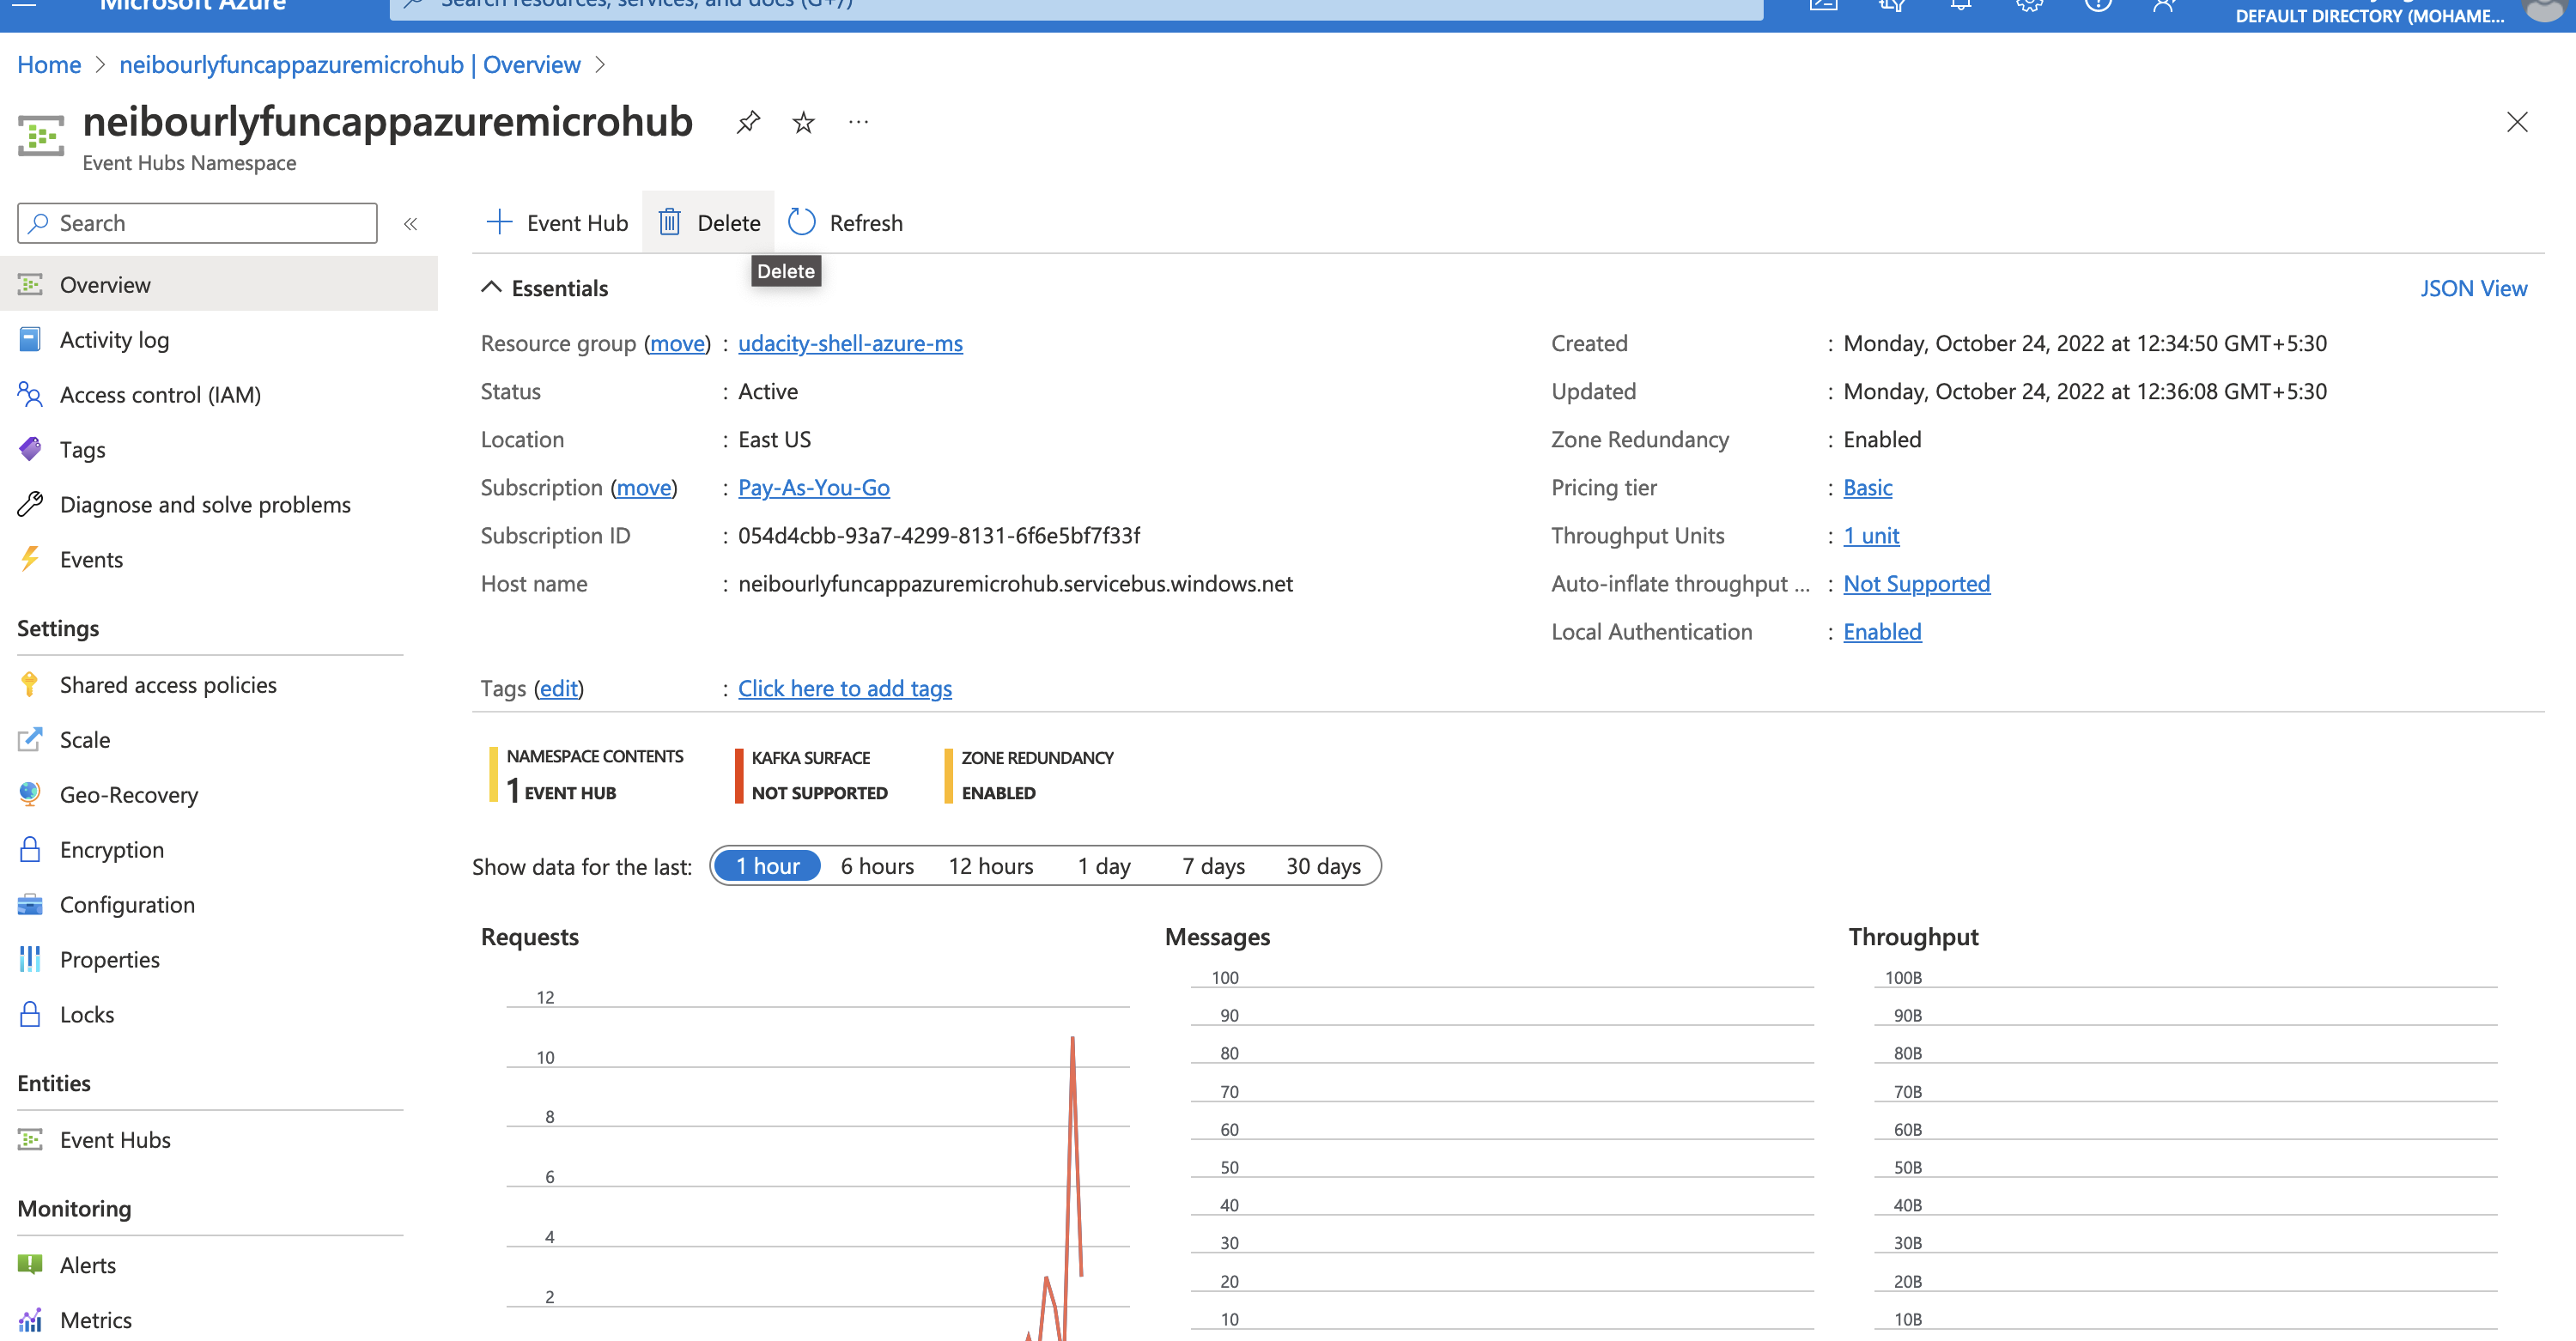 Microsoft Azure
Search resources, services, and docs (G+/)
DEFAULT DIRECTORY (MOHAME...
Home > neibourlyfuncappazuremicrohub | Overview >
neibourlyfuncappazuremicrohub
Event Hubs Namespace
Search
Event Hub Delete Refresh
Delete
Overview
Activity log
Access control (IAM)
Tags
Diagnose and solve problems
Events
Settings
Shared access policies
Scale
Geo-Recovery
Encryption
Configuration
Properties
Locks
Entities
Event Hubs
Monitoring
Alerts
Metrics
Essentials
JSON View
Resource group (move) : udacity-shell-azure-ms
Status : Active
Location : East US
Subscription (move) : Pay-As-You-Go
Subscription ID : 054d4cbb-93a7-4299-8131-6f6e5bf7f33f
Host name : neibourlyfuncappazuremicrohub.servicebus.windows.net
Created : Monday, October 24, 2022 at 12:34:50 GMT+5:30
Updated : Monday, October 24, 2022 at 12:36:08 GMT+5:30
Zone Redundancy : Enabled
Pricing tier : Basic
Throughput Units : 1 unit
Auto-inflate throughput ... : Not Supported
Local Authentication : Enabled
Tags (edit) : Click here to add tags
NAMESPACE CONTENTS
1 EVENT HUB
KAFKA SURFACE
NOT SUPPORTED
ZONE REDUNDANCY
ENABLED
Show data for the last: 1 hour 6 hours 12 hours 1 day 7 days 30 days
Requests
12
10
8
6
4
2
Messages
100
90
80
70
60
50
40
30
20
10
Throughput
100B
90B
80B
70B
60B
50B
40B
30B
20B
10B